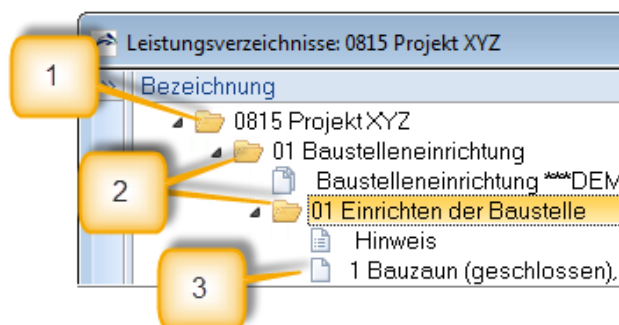 Leistungsverzeichnisse: 0815 Projekt XYZ
Bezeichnung
1
0815 Projekt XYZ
01 Baustelleneinrichtung
2
Baustelleneinrichtung ***DEM
01 Einrichten der Baustelle
Hinweis
3
1 Bauzaun (geschlossen),